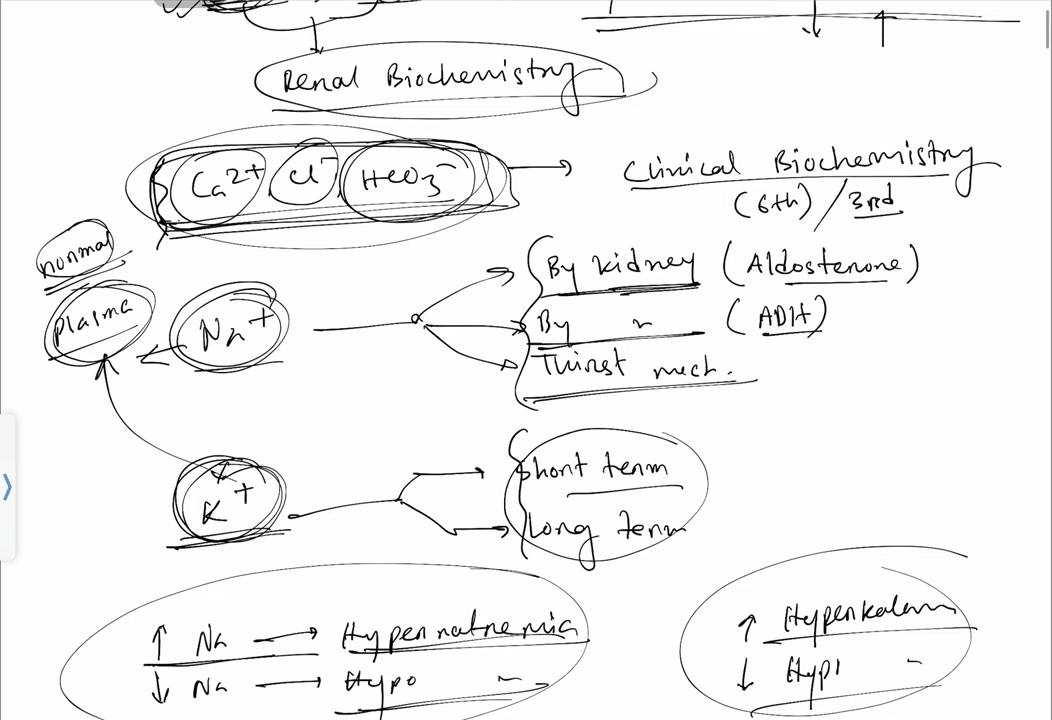 Renal Biochemistry
Ca2+ Cl- HCO3-
Clinical Biochemistry
(6th) / 3rd
normal
plasma
Na+
By kidney (Aldosterone)
By " (ADH)
Thirst mech.
K+
Short term
Long term
↑ Na → Hypernatremia
↓ Na → Hypo "
↑ Hyperkalem
↓ Hypo "